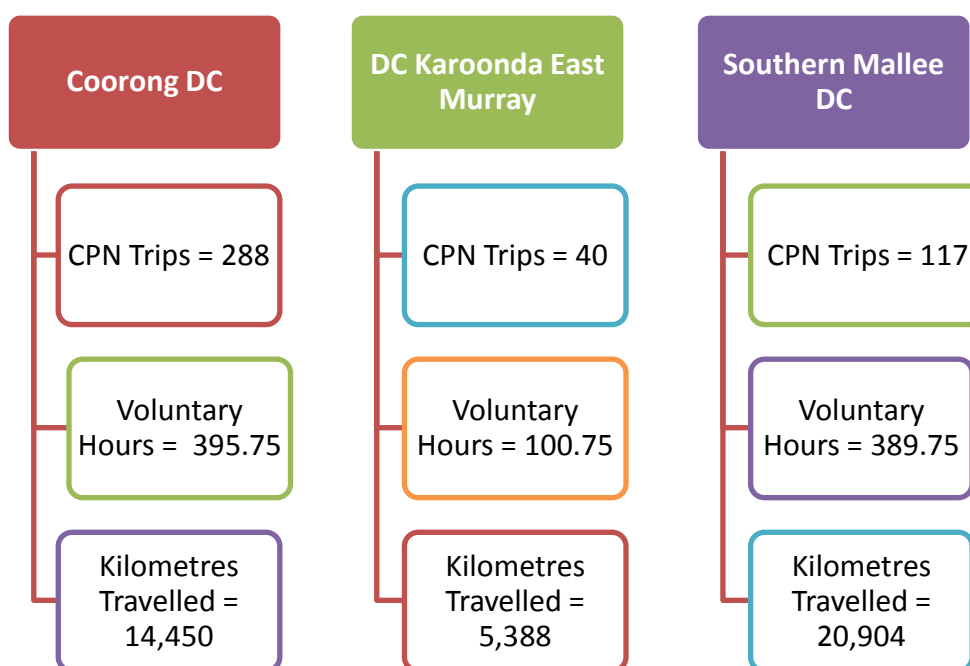 Coorong DC
CPN Trips = 288
Voluntary
Hours =  395.75
Kilometres
Travelled =
14,450
DC Karoonda East
Murray
CPN Trips = 40
Voluntary
Hours = 100.75
Kilometres
Travelled =
5,388
Southern Mallee
DC
CPN Trips = 117
Voluntary
Hours = 389.75
Kilometres
Travelled =
20,904